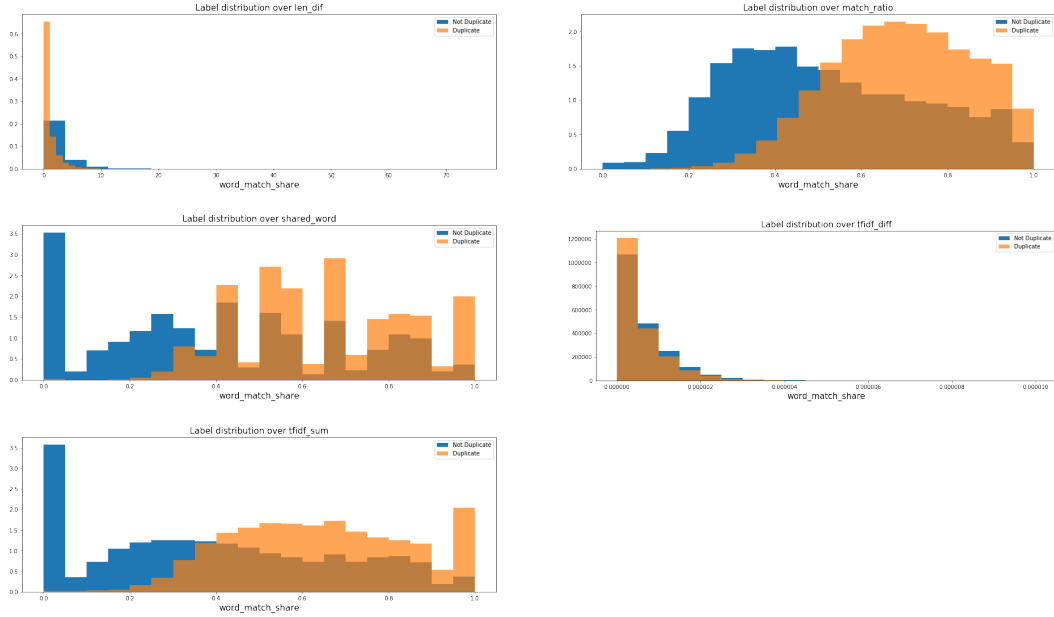 Label distribution over len_dif
Not Duplicate
Duplicate
0.6
0.5
0.4
0.3
0.2
0.1
0.0
0 10 20 30 40 50 60 70
word_match_share
Label distribution over match_ratio
Not Duplicate
Duplicate
2.0
1.5
1.0
0.5
0.0
0.0 0.2 0.4 0.6 0.8 1.0
word_match_share
Label distribution over shared_word
Not Duplicate
Duplicate
3.5
3.0
2.5
2.0
1.5
1.0
0.5
0.0
0.0 0.2 0.4 0.6 0.8 1.0
word_match_share
Label distribution over tfidf_diff
Not Duplicate
Duplicate
1200000
1000000
800000
600000
400000
200000
0
0.000000 0.000002 0.000004 0.000006 0.000008 0.000010
word_match_share
Label distribution over tfidf_sum
Not Duplicate
Duplicate
3.5
3.0
2.5
2.0
1.5
1.0
0.5
0.0
0.0 0.2 0.4 0.6 0.8 1.0
word_match_share